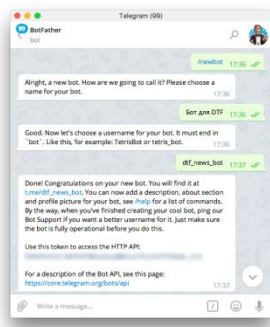 Telegram (99)
99
BotFather
bot
/newbot 17:36
Alright, a new bot. How are we going to call it? Please choose a
name for your bot. 17:36
Бот для DTF 17:36
Good. Now let's choose a username for your bot. It must end in
`bot`. Like this, for example: TetrisBot or tetris_bot. 17:36
dtf_news_bot 17:37
Done! Congratulations on your new bot. You will find it at
t.me/dtf_news_bot. You can now add a description, about section
and profile picture for your bot, see /help for a list of commands.
By the way, when you've finished creating your cool bot, ping our
Bot Support if you want a better username for it. Just make sure
the bot is fully operational before you do this.
Use this token to access the HTTP API:
For a description of the Bot API, see this page:
https://core.telegram.org/bots/api 17:37
Write a message...